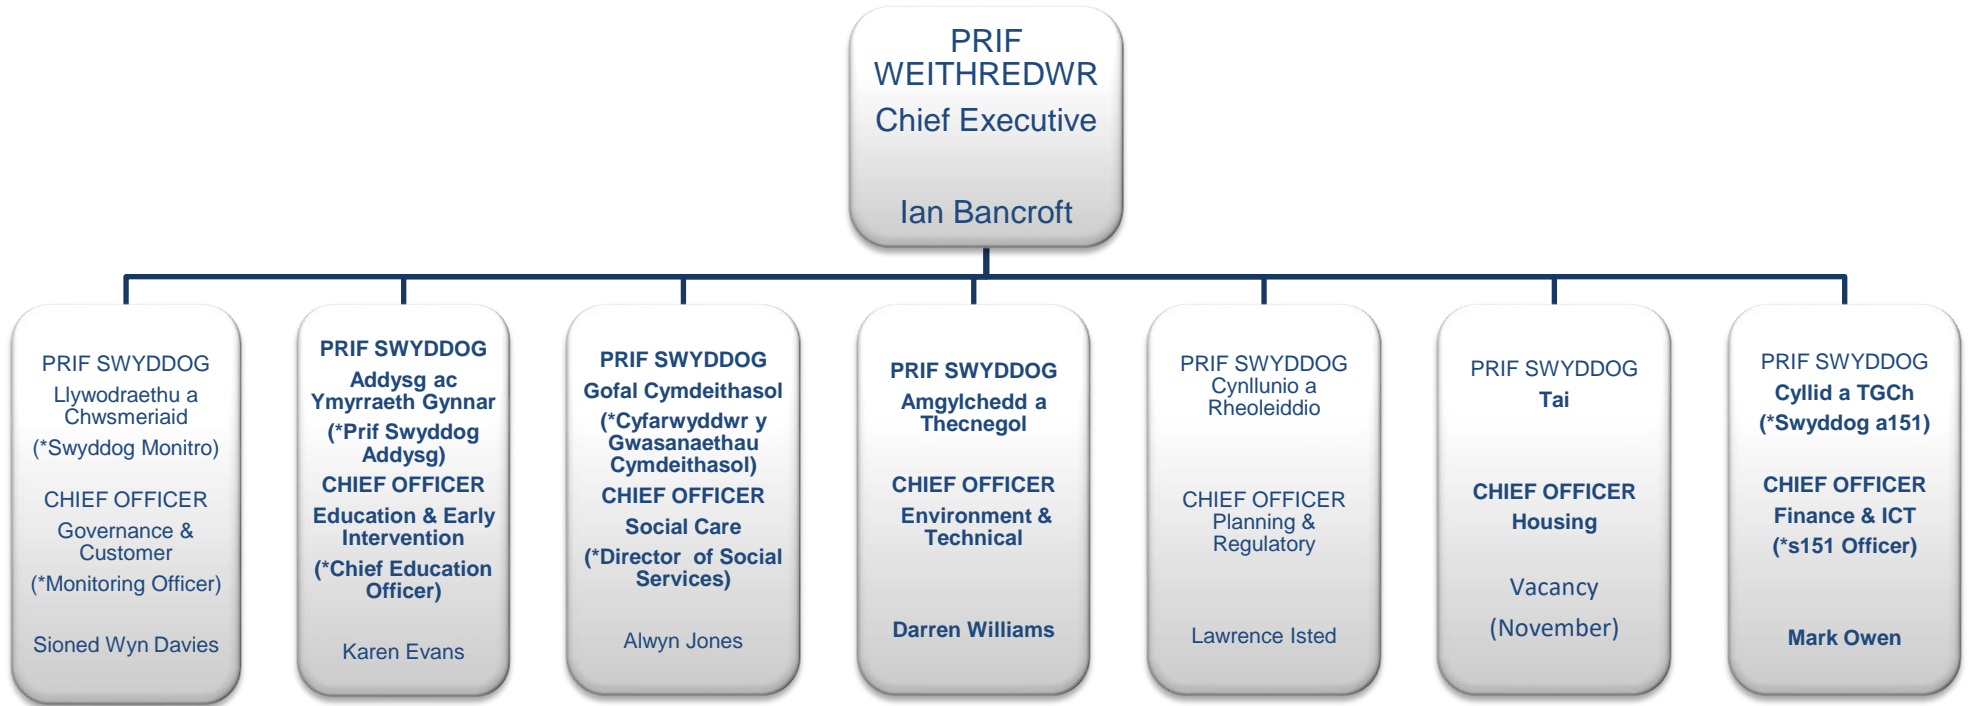 PRIF
WEITHREDWR
Chief Executive
Ian Bancroft
PRIF SWYDDOG
Llywodraethu a
Chwsmeriaid
(*Swyddog Monitro)
CHIEF OFFICER
Governance &
Customer
(*Monitoring Officer)
Sioned Wyn Davies
PRIF SWYDDOG
Addysg ac
Ymyrraeth Gynnar
(*Prif Swyddog
Addysg)
CHIEF OFFICER
Education & Early
Intervention
(*Chief Education
Officer)
Karen Evans
PRIF SWYDDOG
Gofal Cymdeithasol
(*Cyfarwyddwr y
Gwasanaethau
Cymdeithasol)
CHIEF OFFICER
Social Care
(*Director of Social
Services)
Alwyn Jones
PRIF SWYDDOG
Amgylchedd a
Thecnegol
CHIEF OFFICER
Environment &
Technical
Darren Williams
PRIF SWYDDOG
Cynllunio a
Rheoleiddio
CHIEF OFFICER
Planning &
Regulatory
Lawrence Isted
PRIF SWYDDOG
Tai
CHIEF OFFICER
Housing
Vacancy
(November)
PRIF SWYDDOG
Cyllid a TGCh
(*Swyddog a151)
CHIEF OFFICER
Finance & ICT
(*s151 Officer)
Mark Owen